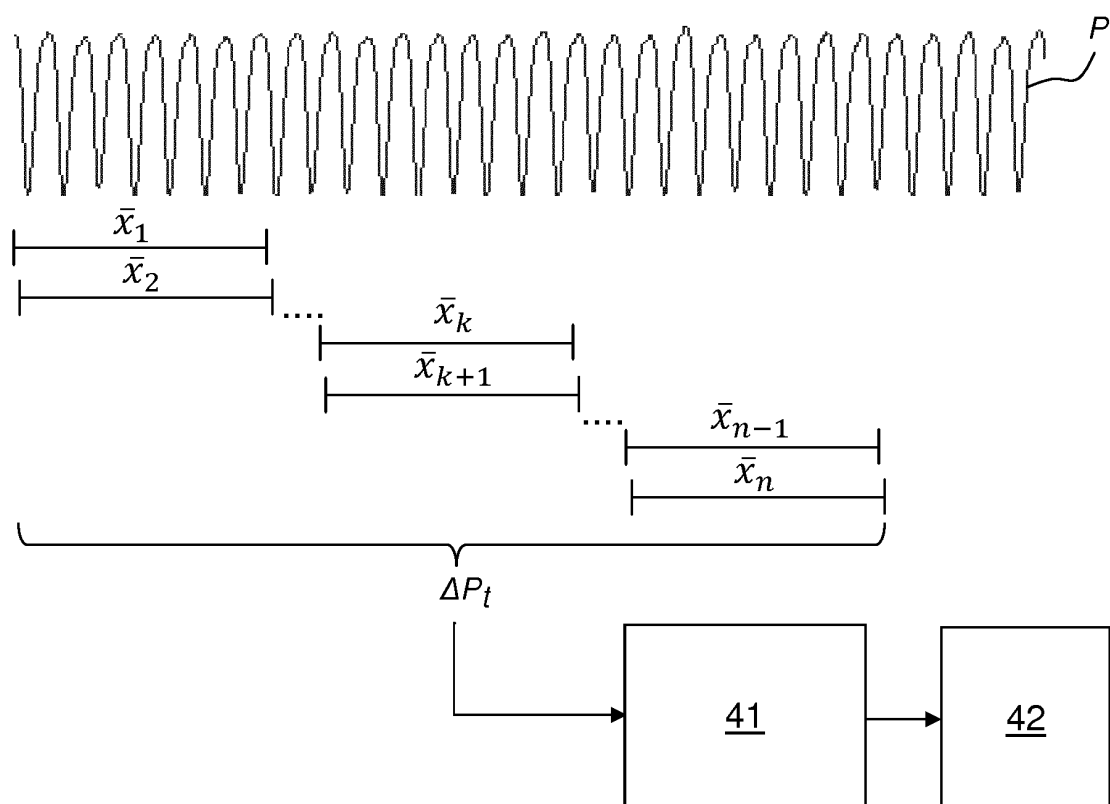 P
x̄₁
x̄₂
....
x̄ₖ
x̄ₖ₊₁
....
x̄ₙ₋₁
x̄ₙ
ΔPₜ
41
42